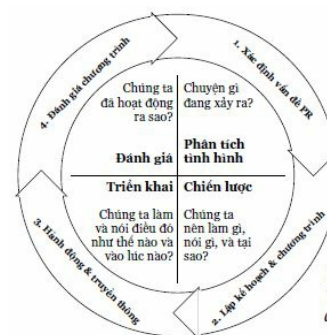 1. Xác định vấn đề PR
2. Lập kế hoạch & chương trình
3. Hành động & truyền thông
4. Đánh giá chương trình
Chúng ta
đã hoạt động
ra sao?
Đánh giá
Chuyện gì
đang xảy ra?
Phân tích
tình hình
Triển khai
Chúng ta làm
và nói điều đó
như thế nào và
vào lúc nào?
Chiến lược
Chúng ta
nên làm gì,
nói gì, và tại
sao?